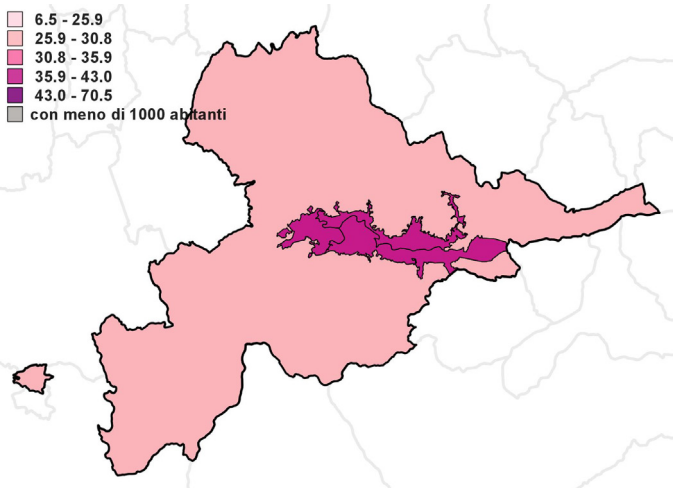 6.5 - 25.9
25.9 - 30.8
30.8 - 35.9
35.9 - 43.0
43.0 - 70.5
con meno di 1000 abitanti